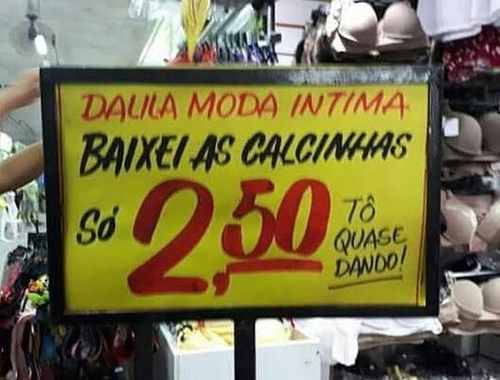 DALILA MODA INTIMA
BAIXEI AS CALCINHAS
Só 2,50
TÔ
QUASE
DANDO!